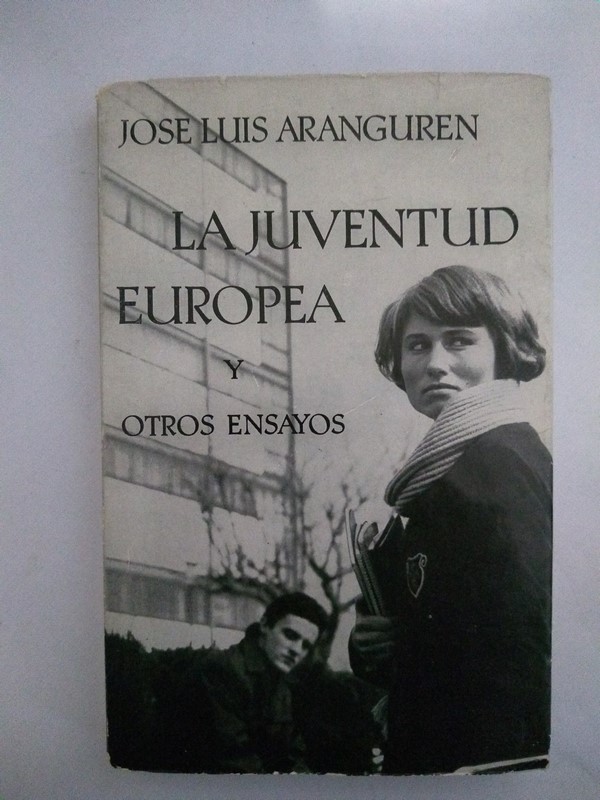 JOSE LUIS ARANGUREN
LA JUVENTUD
EUROPEA
Y
OTROS ENSAYOS